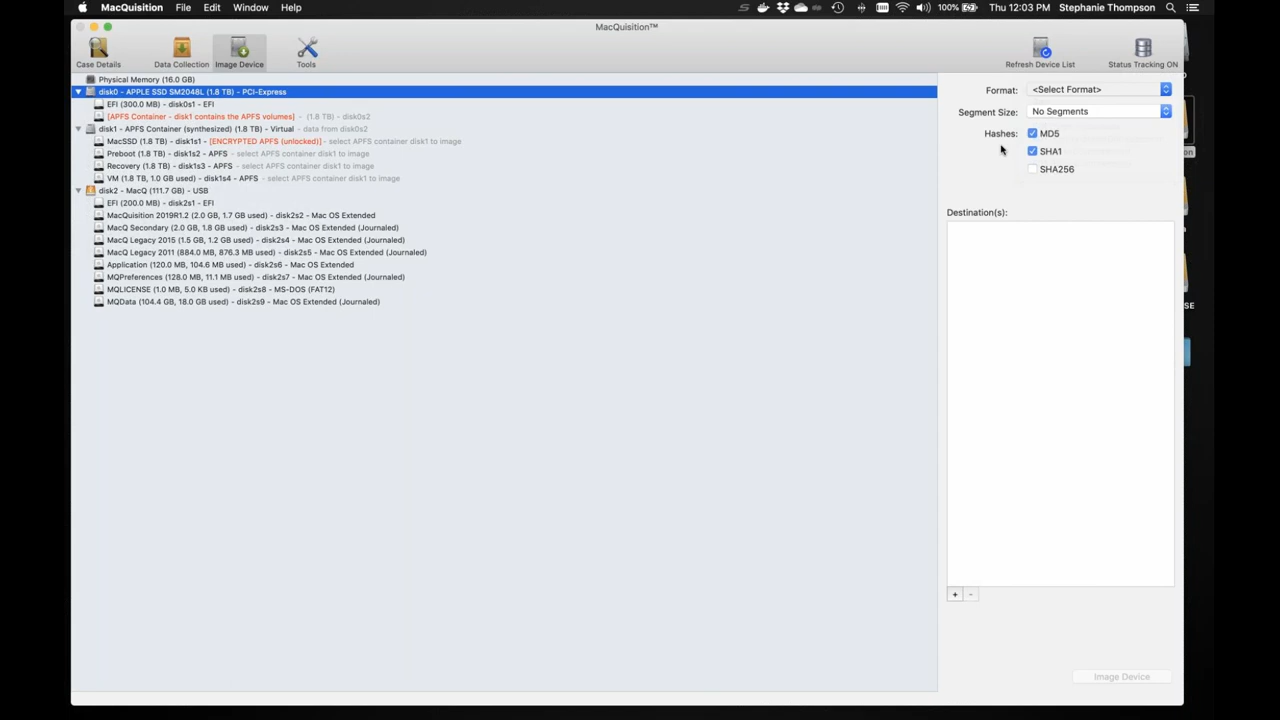 MacQuisition File Edit Window Help 100% Thu 12:03 PM Stephanie Thompson
MacQuisition™
Case Details Data Collection Image Device Tools Refresh Device List Status Tracking ON
Physical Memory (16.0 GB)
disk0 - APPLE SSD SM2048L (1.8 TB) - PCI-Express
EFI (300.0 MB) - disk0s1 - EFI
[APFS Container - disk1 contains the APFS volumes] - (1.8 TB) - disk0s2
disk1 - APFS Container (synthesized) (1.8 TB) - Virtual - data from disk0s2
MacSSD (1.8 TB) - disk1s1 - [ENCRYPTED APFS (unlocked)] - select APFS container disk1 to image
Preboot (1.8 TB) - disk1s2 - APFS - select APFS container disk1 to image
Recovery (1.8 TB) - disk1s3 - APFS - select APFS container disk1 to image
VM (1.8 TB, 1.0 GB used) - disk1s4 - APFS - select APFS container disk1 to image
disk2 - MacQ (111.7 GB) - USB
EFI (200.0 MB) - disk2s1 - EFI
MacQuisition 2019R1.2 (2.0 GB, 1.7 GB used) - disk2s2 - Mac OS Extended
MacQ Secondary (2.0 GB, 1.8 GB used) - disk2s3 - Mac OS Extended (Journaled)
MacQ Legacy 2015 (1.5 GB, 1.2 GB used) - disk2s4 - Mac OS Extended (Journaled)
MacQ Legacy 2011 (884.0 MB, 876.3 MB used) - disk2s5 - Mac OS Extended (Journaled)
Application (120.0 MB, 104.6 MB used) - disk2s6 - Mac OS Extended
MQPreferences (128.0 MB, 11.1 MB used) - disk2s7 - Mac OS Extended (Journaled)
MQLICENSE (1.0 MB, 5.0 KB used) - disk2s8 - MS-DOS (FAT12)
MQData (104.4 GB, 18.0 GB used) - disk2s9 - Mac OS Extended (Journaled)
Format: <Select Format>
Segment Size: No Segments
Hashes: MD5
SHA1
SHA256
Destination(s):
+ -
Image Device
on
SE